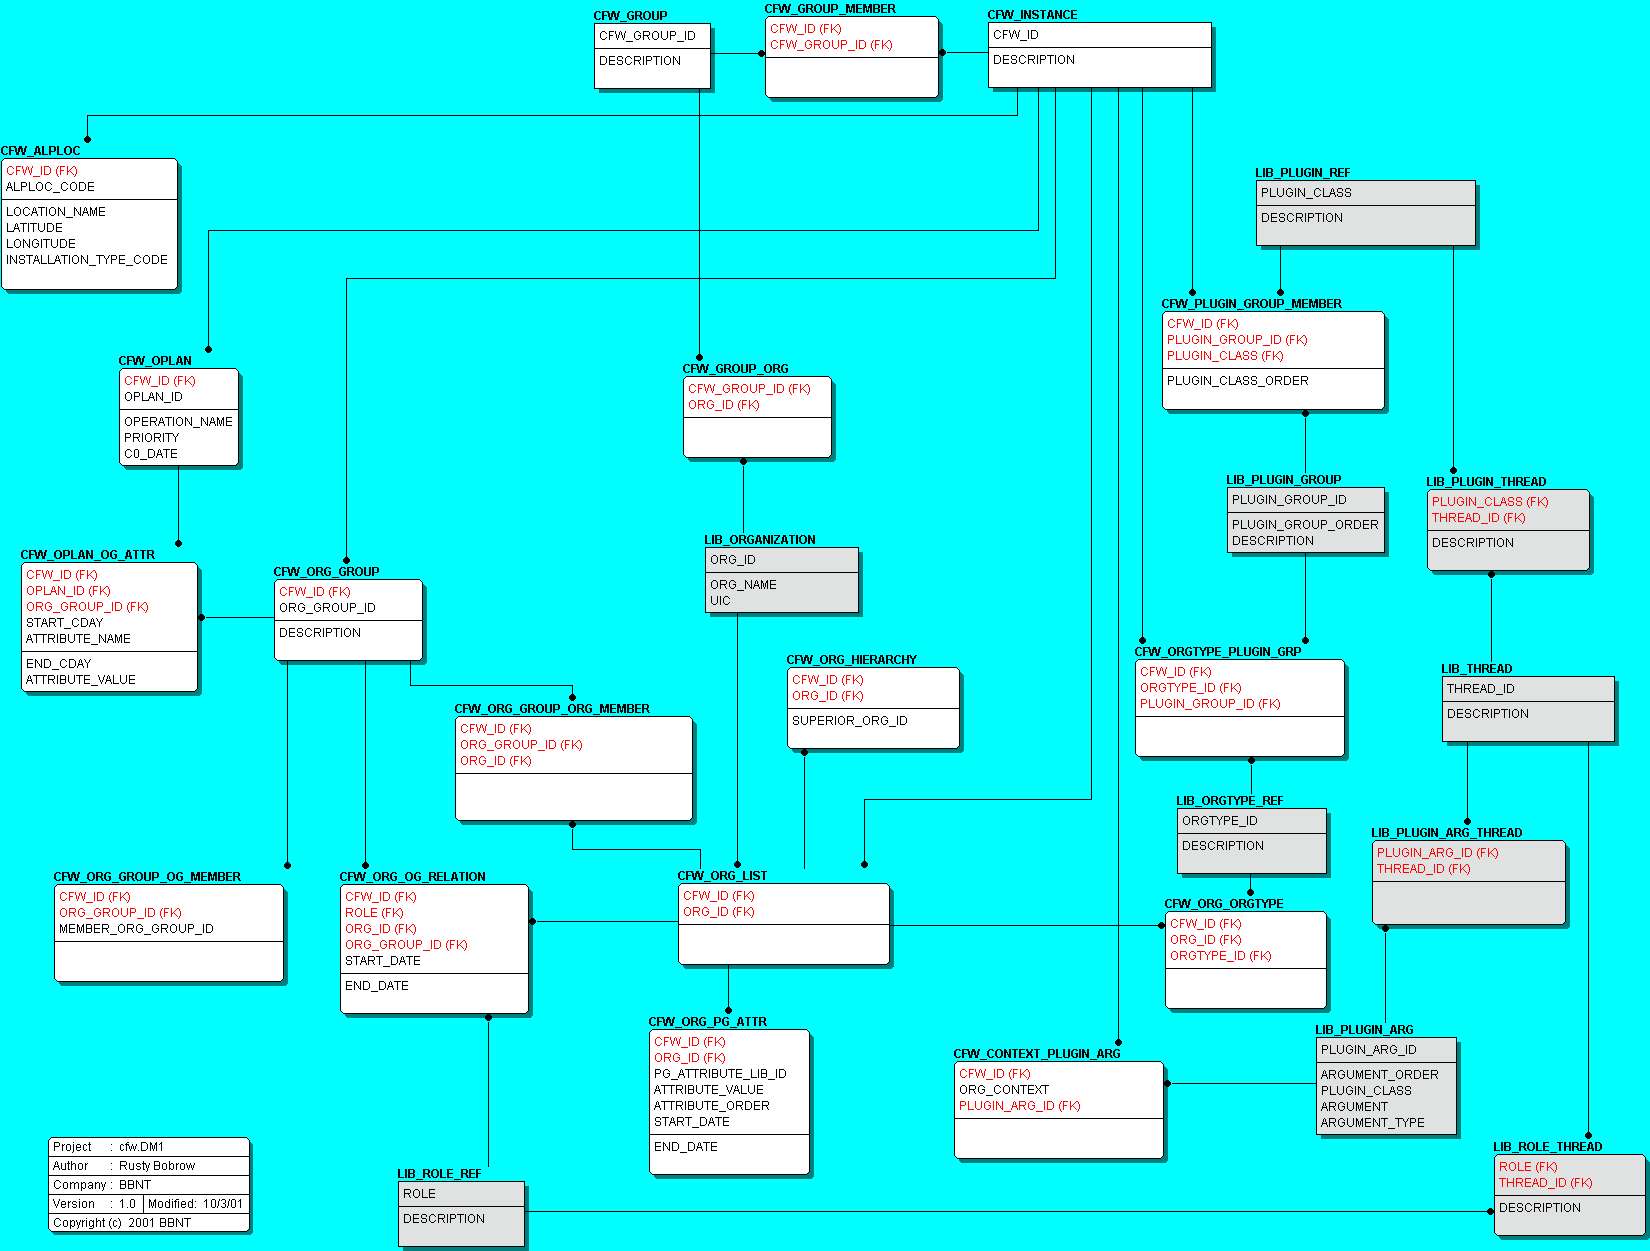 CFW_GROUP
CFW_GROUP_ID
DESCRIPTION
CFW_GROUP_MEMBER
CFW_ID (FK)
CFW_GROUP_ID (FK)
CFW_INSTANCE
CFW_ID
DESCRIPTION
CFW_ALPLOC
CFW_ID (FK)
ALPLOC_CODE
LOCATION_NAME
LATITUDE
LONGITUDE
INSTALLATION_TYPE_CODE
LIB_PLUGIN_REF
PLUGIN_CLASS
DESCRIPTION
CFW_PLUGIN_GROUP_MEMBER
CFW_ID (FK)
PLUGIN_GROUP_ID (FK)
PLUGIN_CLASS (FK)
PLUGIN_CLASS_ORDER
CFW_OPLAN
CFW_ID (FK)
OPLAN_ID
OPERATION_NAME
PRIORITY
C0_DATE
CFW_GROUP_ORG
CFW_GROUP_ID (FK)
ORG_ID (FK)
LIB_PLUGIN_GROUP
PLUGIN_GROUP_ID
PLUGIN_GROUP_ORDER
DESCRIPTION
LIB_PLUGIN_THREAD
PLUGIN_CLASS (FK)
THREAD_ID (FK)
DESCRIPTION
CFW_OPLAN_OG_ATTR
CFW_ID (FK)
OPLAN_ID (FK)
ORG_GROUP_ID (FK)
START_CDAY
ATTRIBUTE_NAME
END_CDAY
ATTRIBUTE_VALUE
CFW_ORG_GROUP
CFW_ID (FK)
ORG_GROUP_ID
DESCRIPTION
LIB_ORGANIZATION
ORG_ID
ORG_NAME
UIC
CFW_ORG_HIERARCHY
CFW_ID (FK)
ORG_ID (FK)
SUPERIOR_ORG_ID
CFW_ORGTYPE_PLUGIN_GRP
CFW_ID (FK)
ORGTYPE_ID (FK)
PLUGIN_GROUP_ID (FK)
LIB_THREAD
THREAD_ID
DESCRIPTION
CFW_ORG_GROUP_ORG_MEMBER
CFW_ID (FK)
ORG_GROUP_ID (FK)
ORG_ID (FK)
LIB_ORGTYPE_REF
ORGTYPE_ID
DESCRIPTION
LIB_PLUGIN_ARG_THREAD
PLUGIN_ARG_ID (FK)
THREAD_ID (FK)
CFW_ORG_GROUP_OG_MEMBER
CFW_ID (FK)
ORG_GROUP_ID (FK)
MEMBER_ORG_GROUP_ID
CFW_ORG_OG_RELATION
CFW_ID (FK)
ROLE (FK)
ORG_ID (FK)
ORG_GROUP_ID (FK)
START_DATE
END_DATE
CFW_ORG_LIST
CFW_ID (FK)
ORG_ID (FK)
CFW_ORG_ORGTYPE
CFW_ID (FK)
ORG_ID (FK)
ORGTYPE_ID (FK)
CFW_ORG_PG_ATTR
CFW_ID (FK)
ORG_ID (FK)
PG_ATTRIBUTE_LIB_ID
ATTRIBUTE_VALUE
ATTRIBUTE_ORDER
START_DATE
END_DATE
CFW_CONTEXT_PLUGIN_ARG
CFW_ID (FK)
ORG_CONTEXT
PLUGIN_ARG_ID (FK)
LIB_PLUGIN_ARG
PLUGIN_ARG_ID
ARGUMENT_ORDER
PLUGIN_CLASS
ARGUMENT
ARGUMENT_TYPE
Project : cfw.DM1
Author : Rusty Bobrow
Company : BBNT
Version : 1.0 Modified: 10/3/01
Copyright (c) 2001 BBNT
LIB_ROLE_REF
ROLE
DESCRIPTION
LIB_ROLE_THREAD
ROLE (FK)
THREAD_ID (FK)
DESCRIPTION